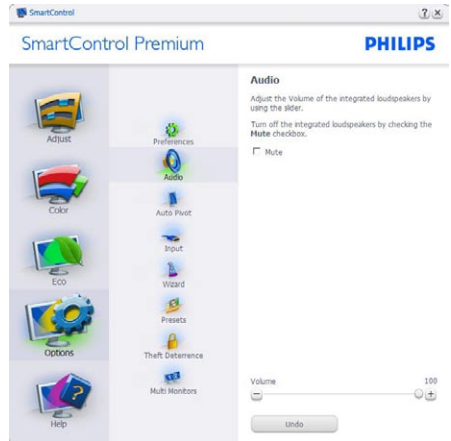 SmartControl
SmartControl Premium
PHILIPS
Adjust
Color
Eco
Options
Help
Preferences
Audio
Auto Pivot
Input
Wizard
Presets
Theft Deterrence
Multi Monitors
Audio
Adjust the Volume of the integrated loudspeakers by
using the slider.
Turn off the integrated loudspeakers by checking the
Mute checkbox.
Mute
Volume 100
Undo